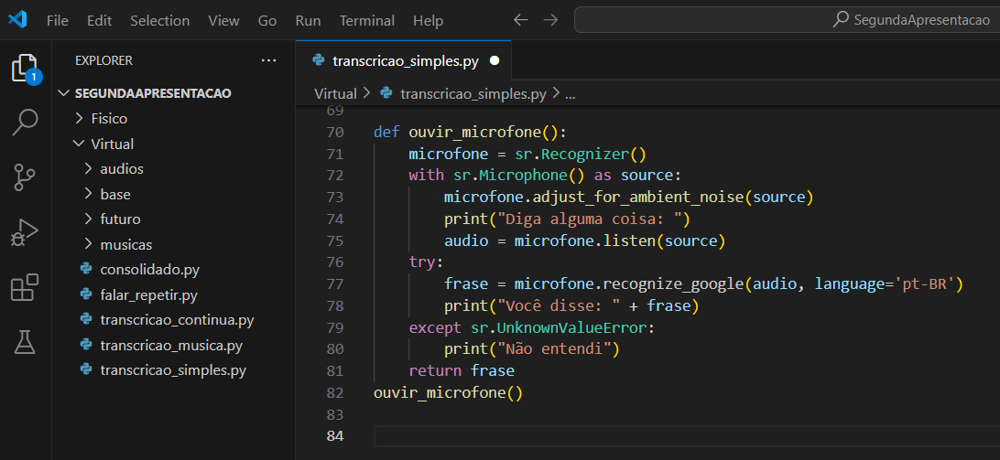 File Edit Selection View Go Run Terminal Help SegundaApresentacao
EXPLORER
1
SEGUNDAAPRESENTACAO
Fisico
Virtual
audios
base
futuro
musicas
consolidado.py
falar_repetir.py
transcricao_continua.py
transcricao_musica.py
transcricao_simples.py
transcricao_simples.py
Virtual > transcricao_simples.py > ...
69
70 def ouvir_microfone():
71     microfone = sr.Recognizer()
72     with sr.Microphone() as source:
73         microfone.adjust_for_ambient_noise(source)
74         print("Diga alguma coisa: ")
75         audio = microfone.listen(source)
76     try:
77         frase = microfone.recognize_google(audio, language='pt-BR')
78         print("Você disse: " + frase)
79     except sr.UnknownValueError:
80         print("Não entendi")
81     return frase
82 ouvir_microfone()
83
84